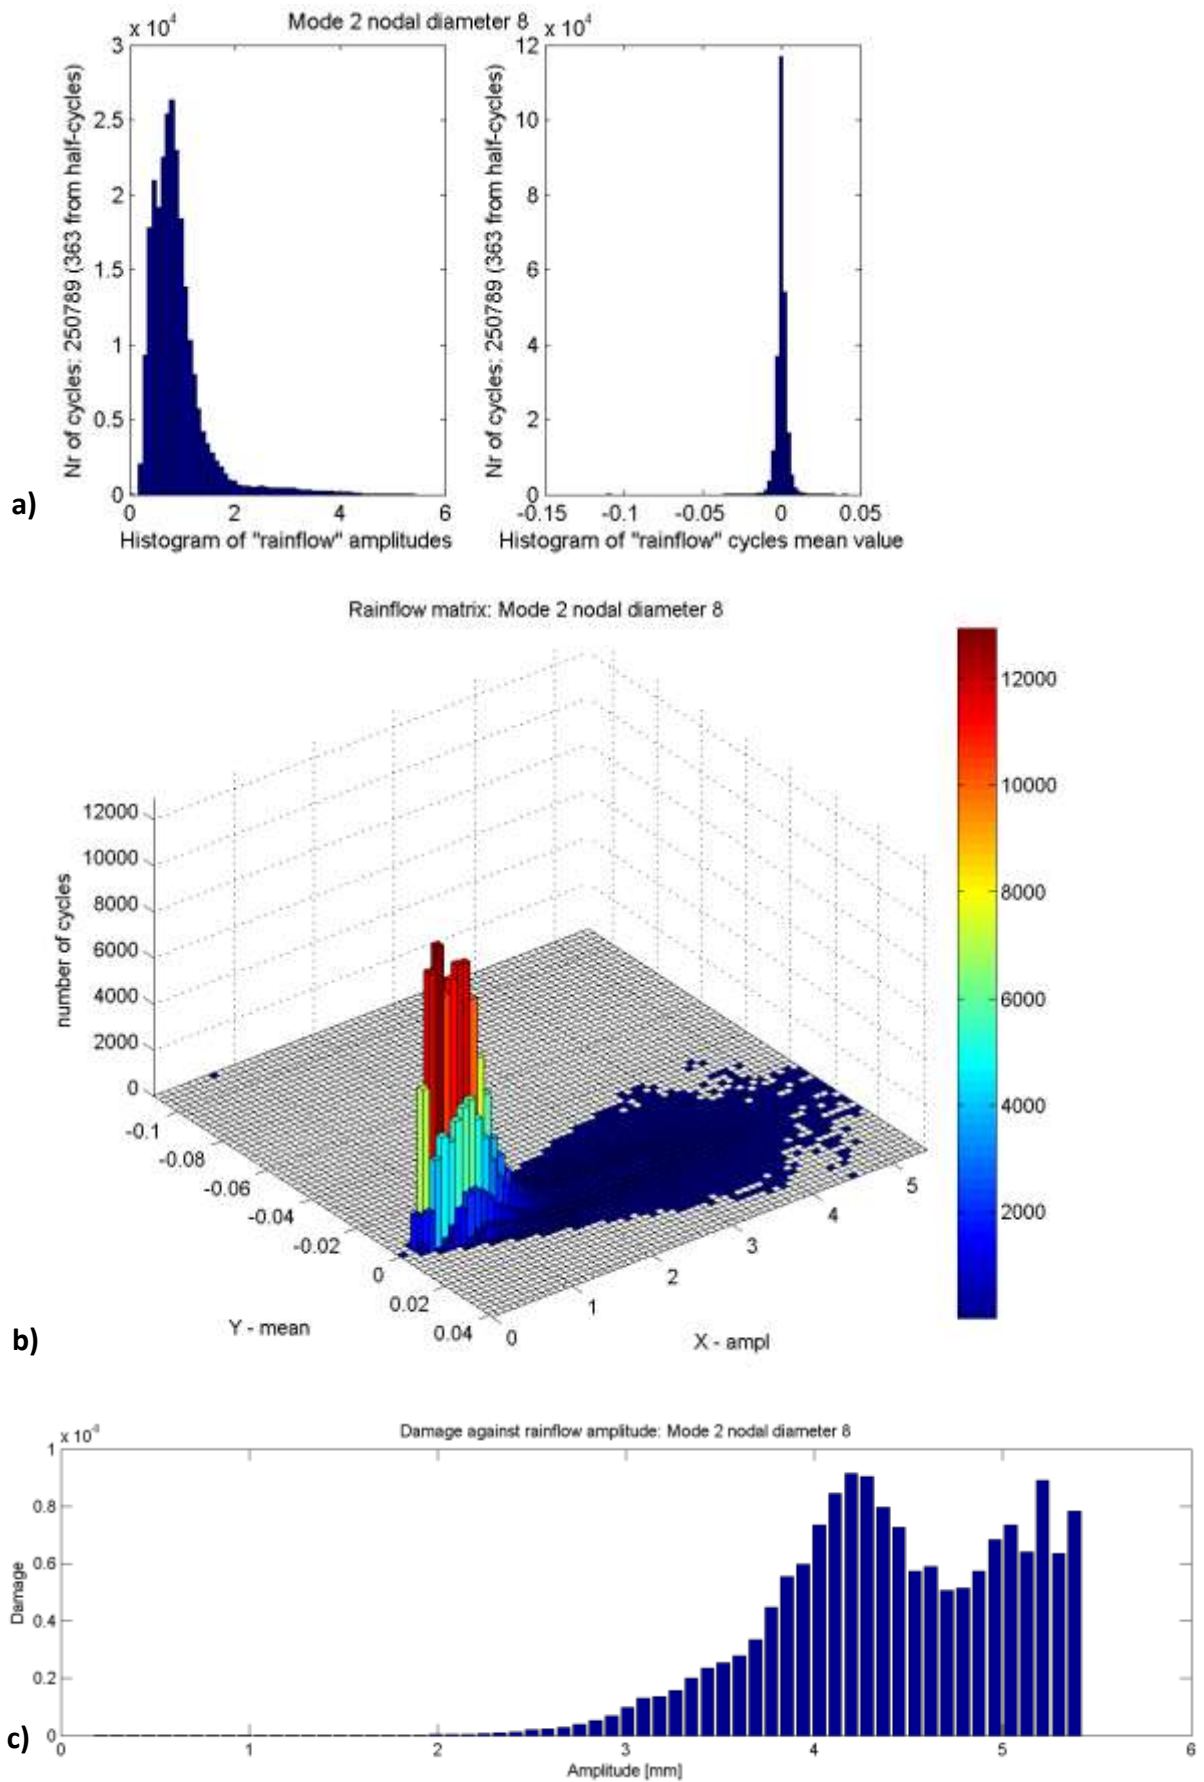 Mode 2 nodal diameter 8
x 10⁴
3
2.5
2
1.5
1
0.5
0
Nr of cycles: 250789 (363 from half-cycles)
0 2 4 6
Histogram of "rainflow" amplitudes
x 10⁴
12
10
8
6
4
2
0
Nr of cycles: 250789 (363 from half-cycles)
-0.15 -0.1 -0.05 0 0.05
Histogram of "rainflow" cycles mean value
a)
Rainflow matrix: Mode 2 nodal diameter 8
12000
10000
8000
6000
4000
2000
0
number of cycles
-0.1
-0.08
-0.06
-0.04
-0.02
0
0.02
0.04
Y - mean
0
1
2
3
4
5
X - ampl
12000
10000
8000
6000
4000
2000
b)
Damage against rainflow amplitude: Mode 2 nodal diameter 8
x 10
1
0.8
0.6
0.4
0.2
0
Damage
0 1 2 3 4 5 6
Amplitude [mm]
c)